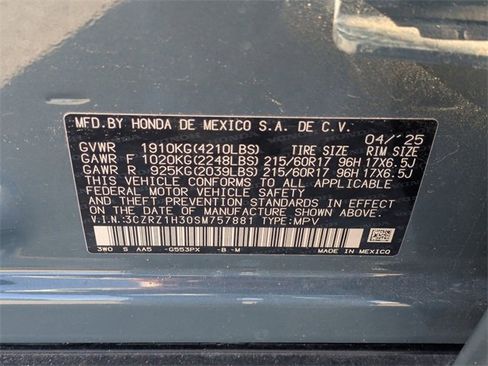 MFD.BY HONDA DE MEXICO S.A. DE C.V. 04/'25
GVWR 1910KG(4210LBS) TIRE SIZE RIM SIZE
GAWR F 1020KG(2248LBS) 215/60R17 96H 17X6.5J
GAWR R 925KG(2039LBS) 215/60R17 96H 17X6.5J
THIS VEHICLE CONFORMS TO ALL APPLICABLE
FEDERAL MOTOR VEHICLE SAFETY
AND THEFT PREVENTION STANDARDS IN EFFECT
ON THE DATE OF MANUFACTURE SHOWN ABOVE.
V.I.N:3CZRZ1H30SM757881 TYPE:MPV
3W0 S AA5 -G553PX -B -M MADE IN MEXICO